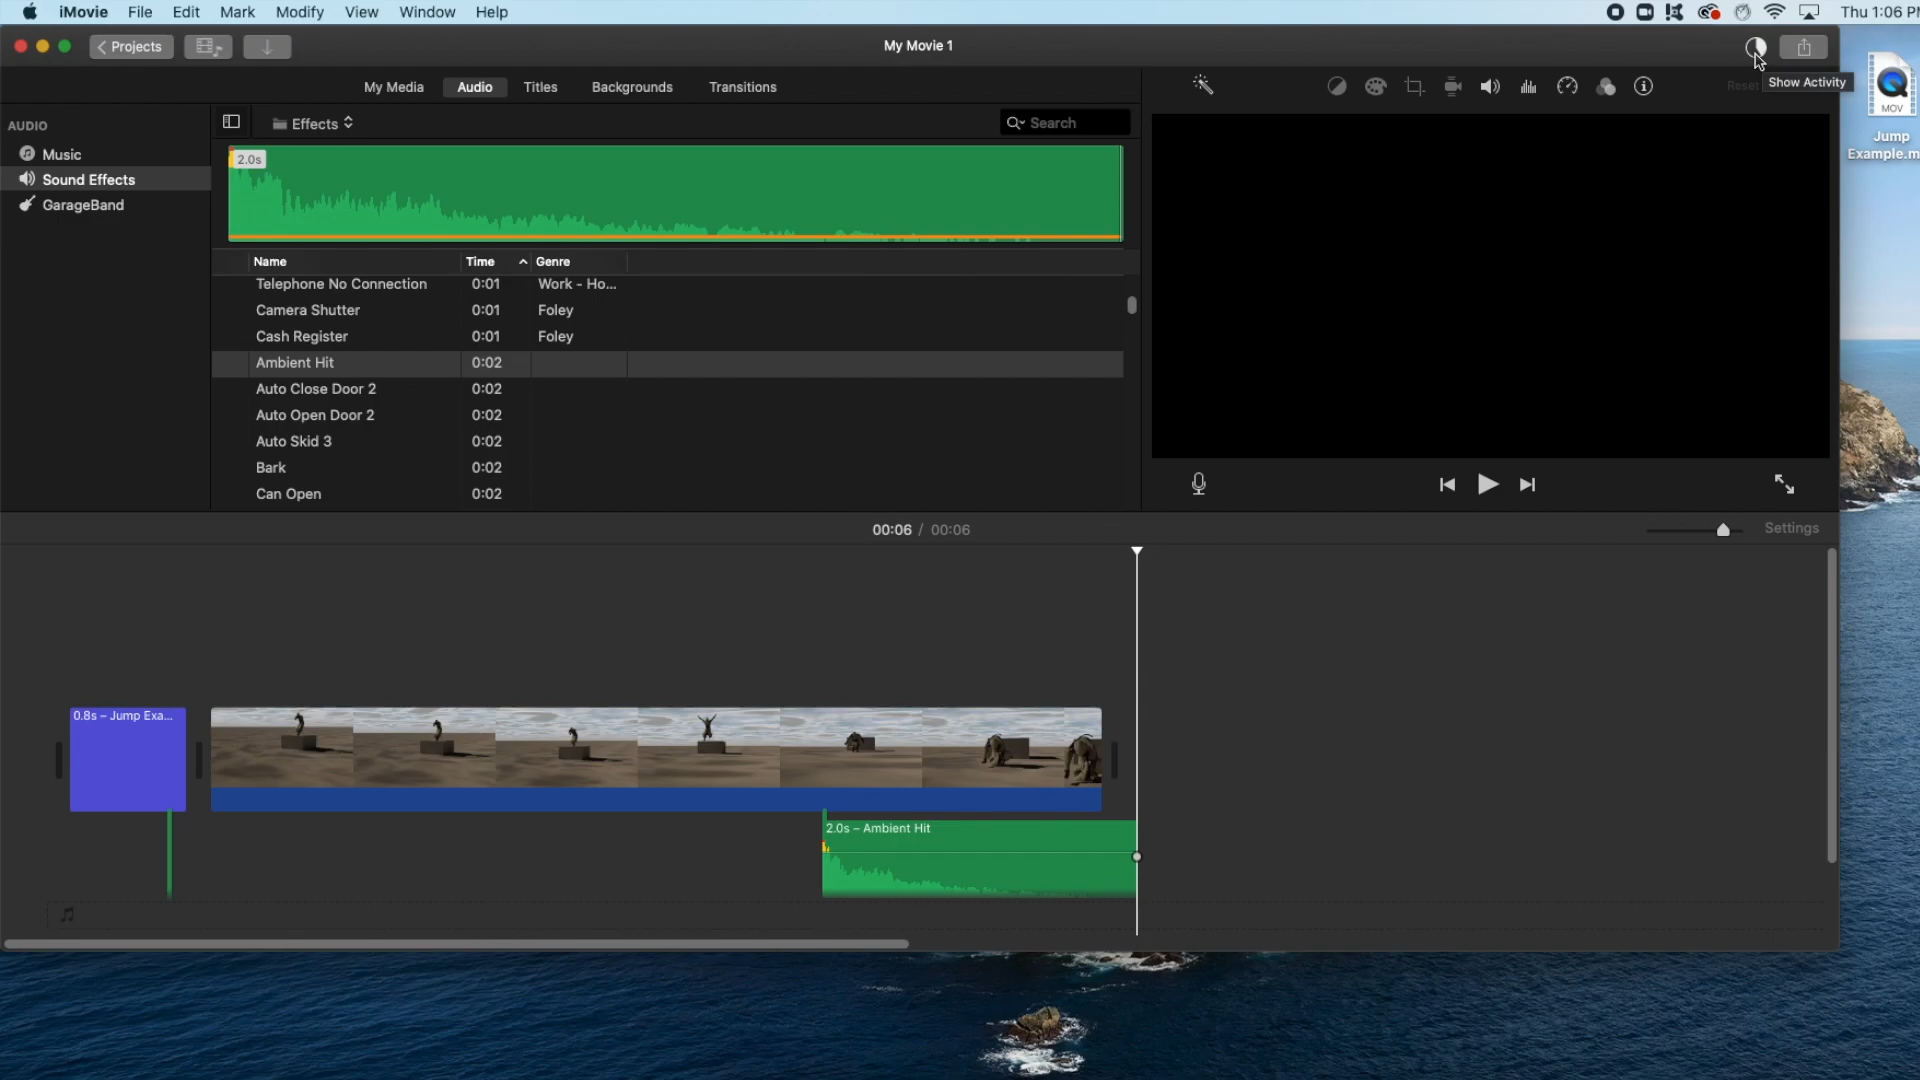 iMovie File Edit Mark Modify View Window Help Thu 1:06 P
Projects My Movie 1
Show Activity
My Media Audio Titles Backgrounds Transitions Reset
MOV
Jump
Example.m
AUDIO
Music
Sound Effects
GarageBand
Effects Search
2.0s
Name Time Genre
Telephone No Connection 0:01 Work - Ho...
Camera Shutter 0:01 Foley
Cash Register 0:01 Foley
Ambient Hit 0:02
Auto Close Door 2 0:02
Auto Open Door 2 0:02
Auto Skid 3 0:02
Bark 0:02
Can Open 0:02
00:06 / 00:06 Settings
0.8s – Jump Exa...
2.0s – Ambient Hit